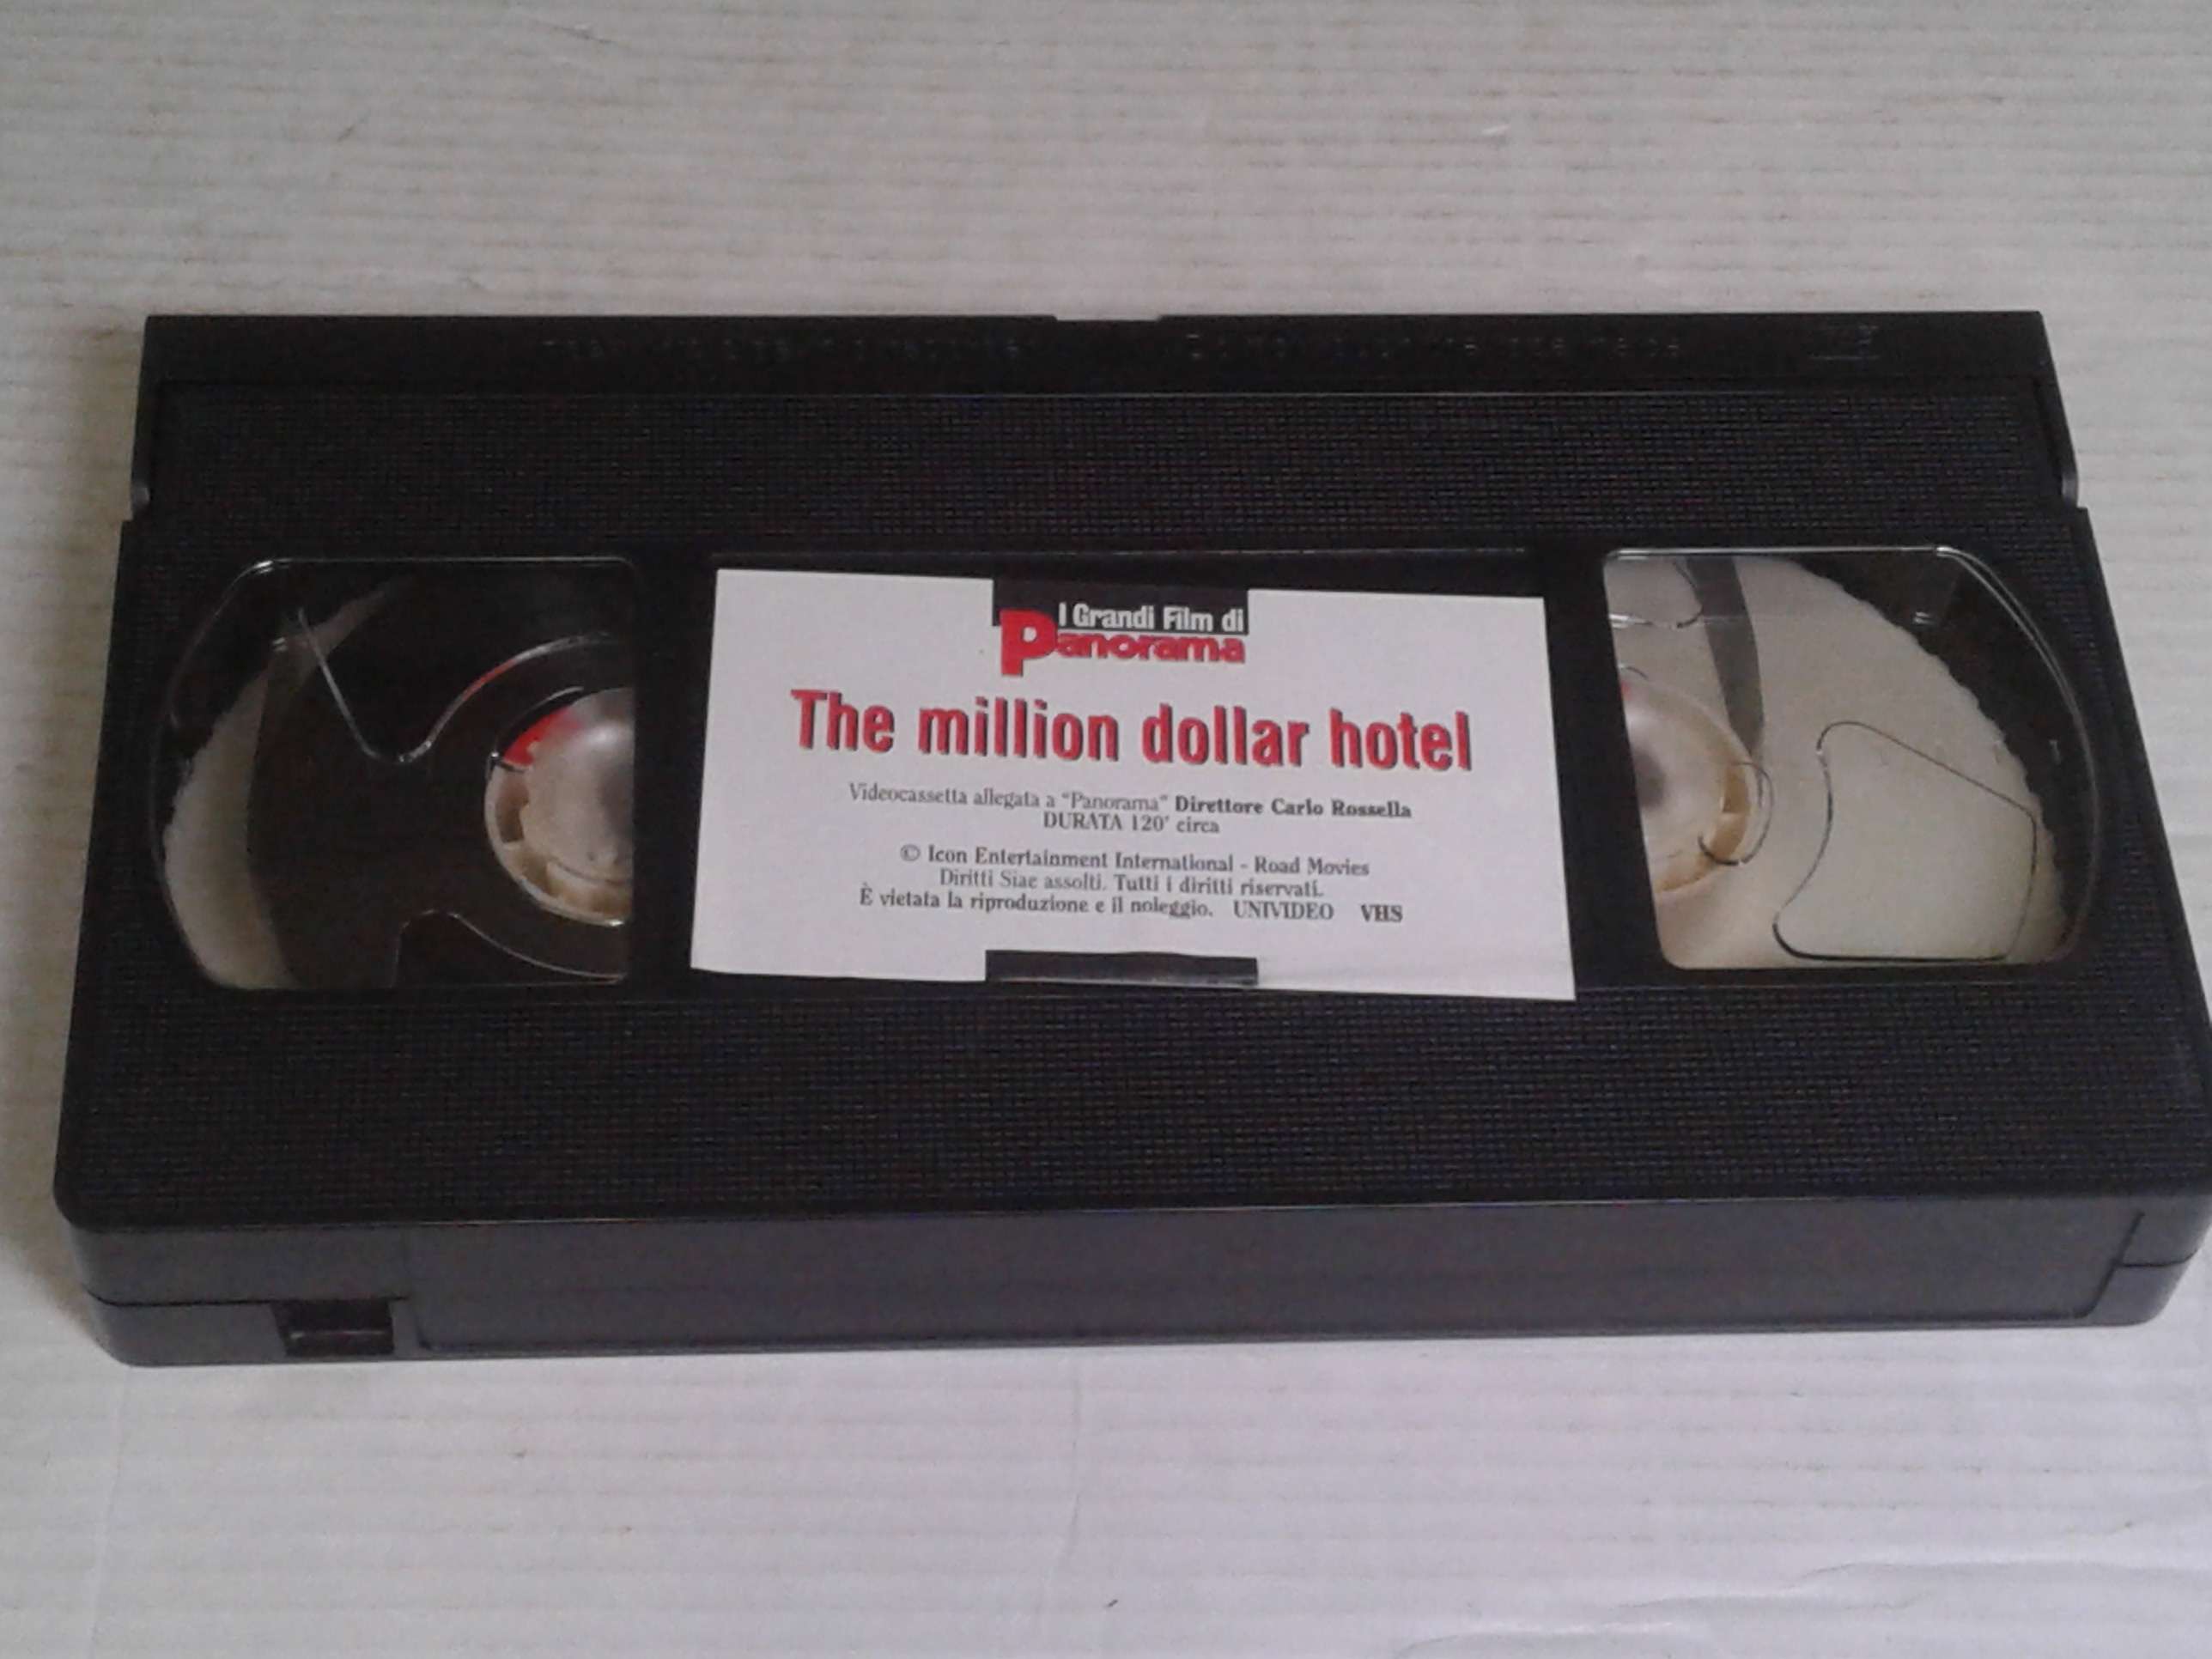 I Grandi Film di
Panorama
The million dollar hotel
Videocassetta allegata a "Panorama" Direttore Carlo Rossella
DURATA 120' circa
© Icon Entertainment International - Road Movies
Diritti Siae assolti. Tutti i diritti riservati.
È vietata la riproduzione e il noleggio. UNIVIDEO VHS